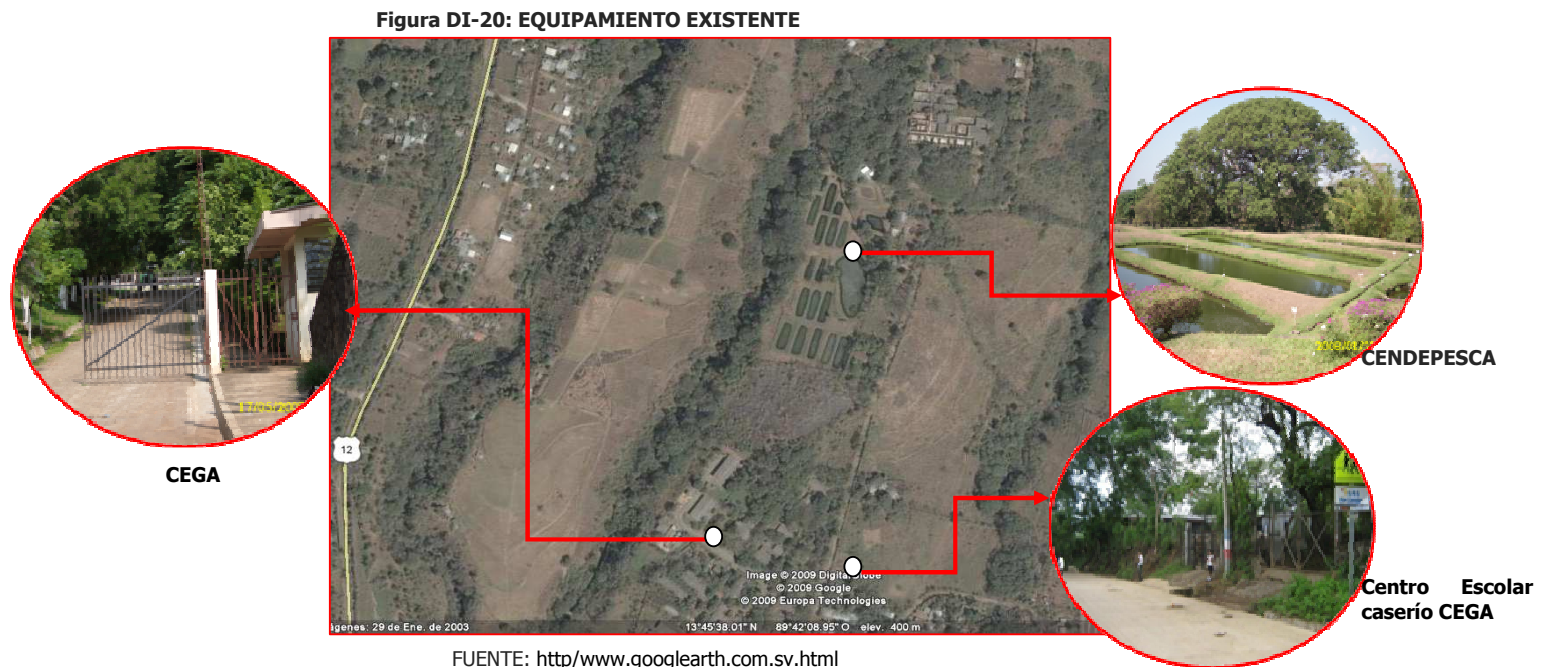 Figura DI-20: EQUIPAMIENTO EXISTENTE
CENDEPESCA
12
CEGA
Image © 2009 DigitalGlobe
© 2009 Google
© 2009 Europa Technologies
Centro Escolar
caserío CEGA
ágenes: 29 de Ene. de 2003 13°45'38.01" N 89°42'08.95" O elev. 400 m
FUENTE: http/www.googlearth.com.sv.html